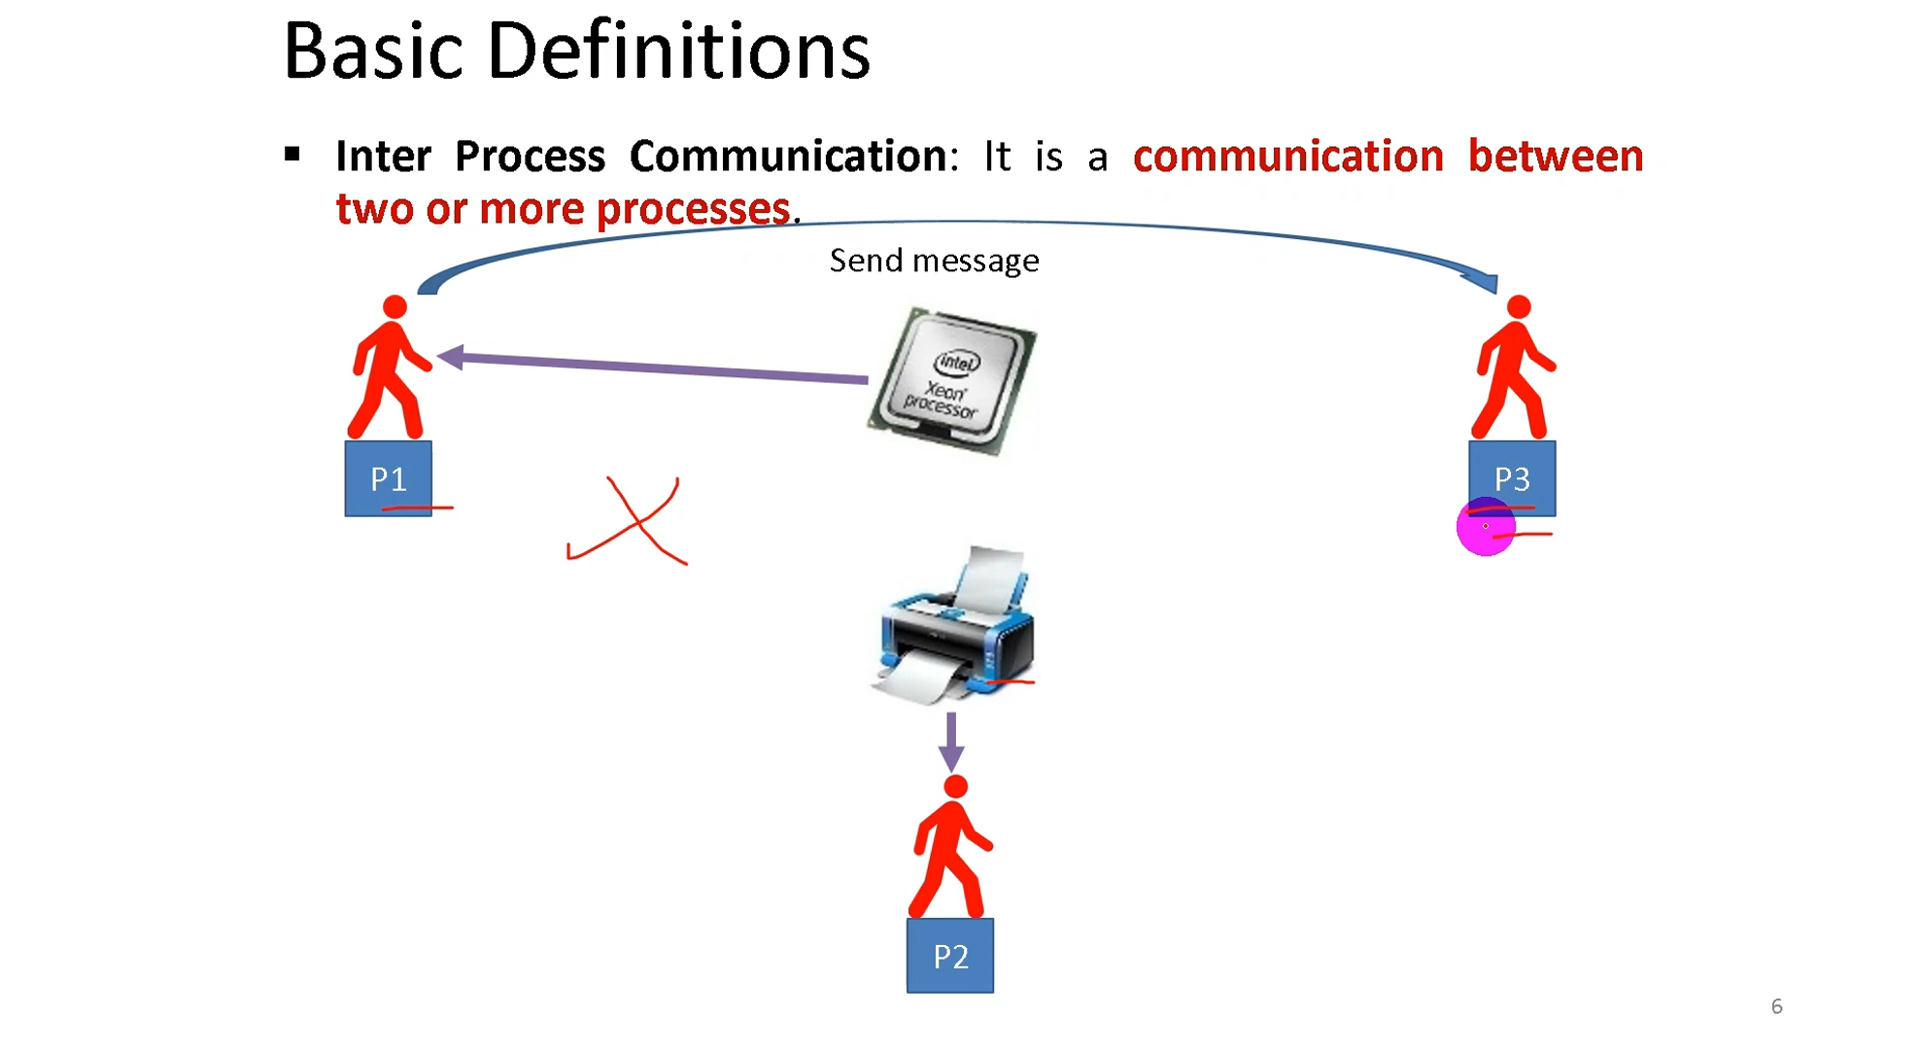 Basic Definitions
▪ Inter Process Communication: It is a communication between
two or more processes.
Send message
intel
Xeon
processor
P1
P3
P2
6